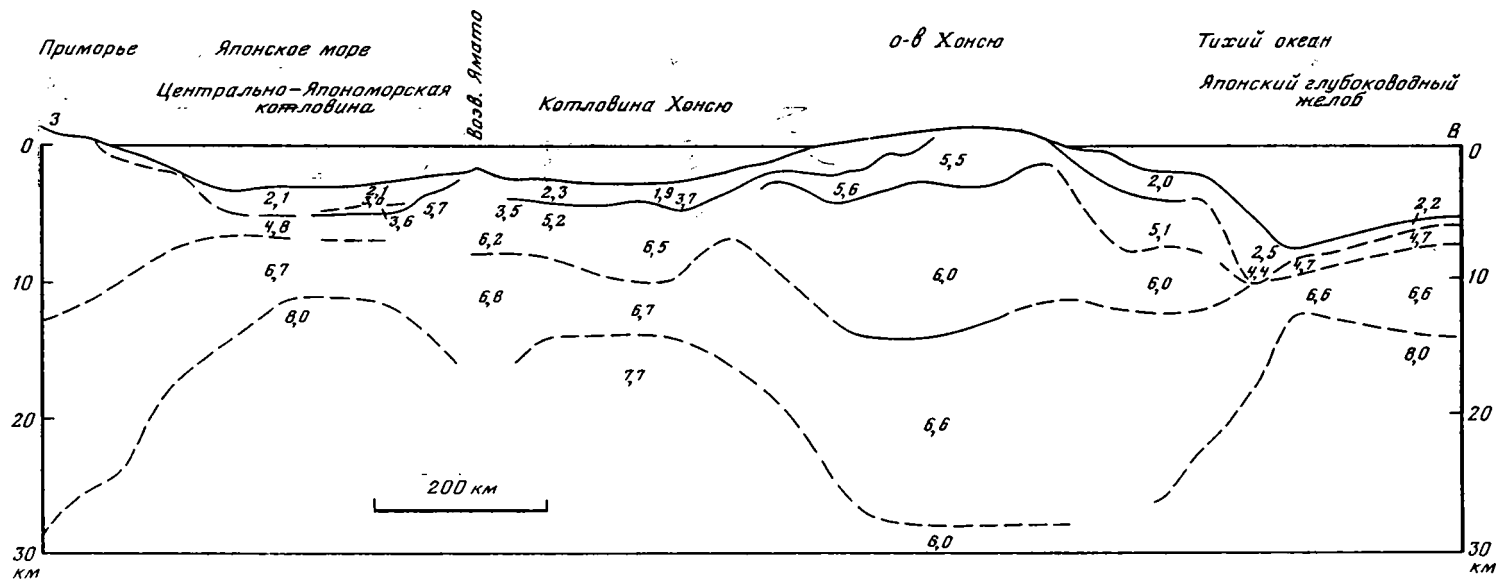 Приморье
Японское море
Возв. Ямато
о-в Хонсю
Тихий океан
Центрально-Япономорская
котловина
Котловина Хонсю
Японский глубоководный
желоб
З
В
0
0
5,5
2,1
2,1
5,7
2,3
1,9
3,7
5,6
2,0
2,2
4,8
3,6
3,5
5,2
5,1
4,7
6,2
6,5
2,5
4,4
4,7
6,7
10
6,8
6,7
6,0
6,0
6,6
6,6
10
8,0
7,7
8,0
20
6,6
20
200 км
30
км
6,0
30
км